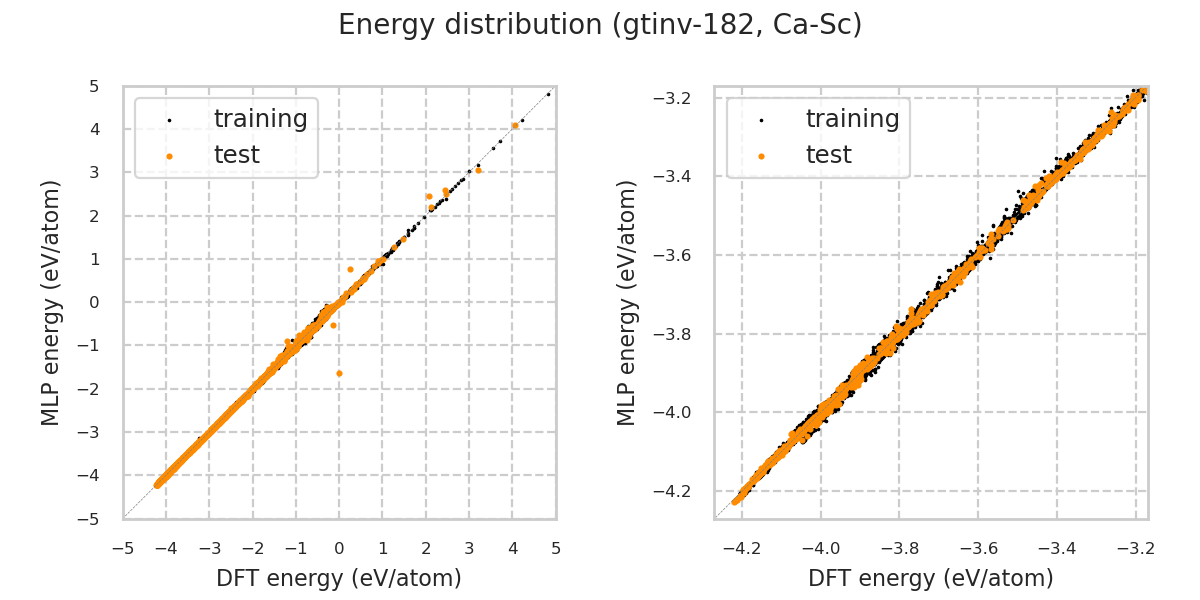 Energy distribution (gtinv-182, Ca-Sc)
training
test
MLP energy (eV/atom)
5
4
3
2
1
0
−1
−2
−3
−4
−5
−5 −4 −3 −2 −1 0 1 2 3 4 5
DFT energy (eV/atom)
training
test
MLP energy (eV/atom)
−3.2
−3.4
−3.6
−3.8
−4.0
−4.2
−4.2 −4.0 −3.8 −3.6 −3.4 −3.2
DFT energy (eV/atom)